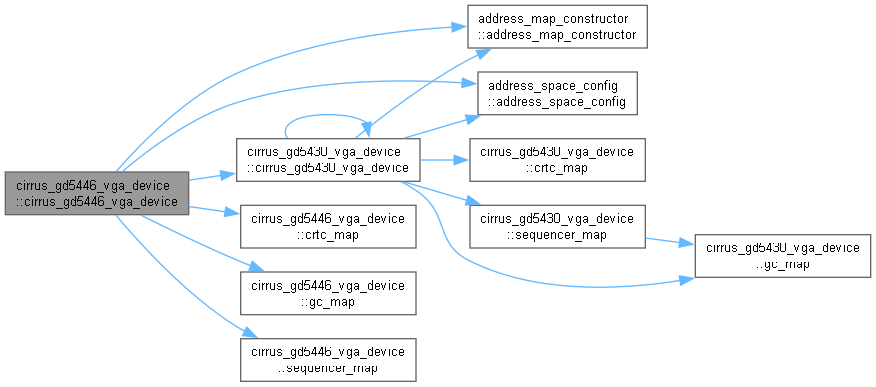 address_map_constructor
::address_map_constructor
address_space_config
::address_space_config
cirrus_gd5430_vga_device
::cirrus_gd5430_vga_device
cirrus_gd5430_vga_device
::crtc_map
cirrus_gd5446_vga_device
::cirrus_gd5446_vga_device
cirrus_gd5446_vga_device
::crtc_map
cirrus_gd5430_vga_device
::sequencer_map
cirrus_gd5430_vga_device
::gc_map
cirrus_gd5446_vga_device
::gc_map
cirrus_gd5446_vga_device
::sequencer_map